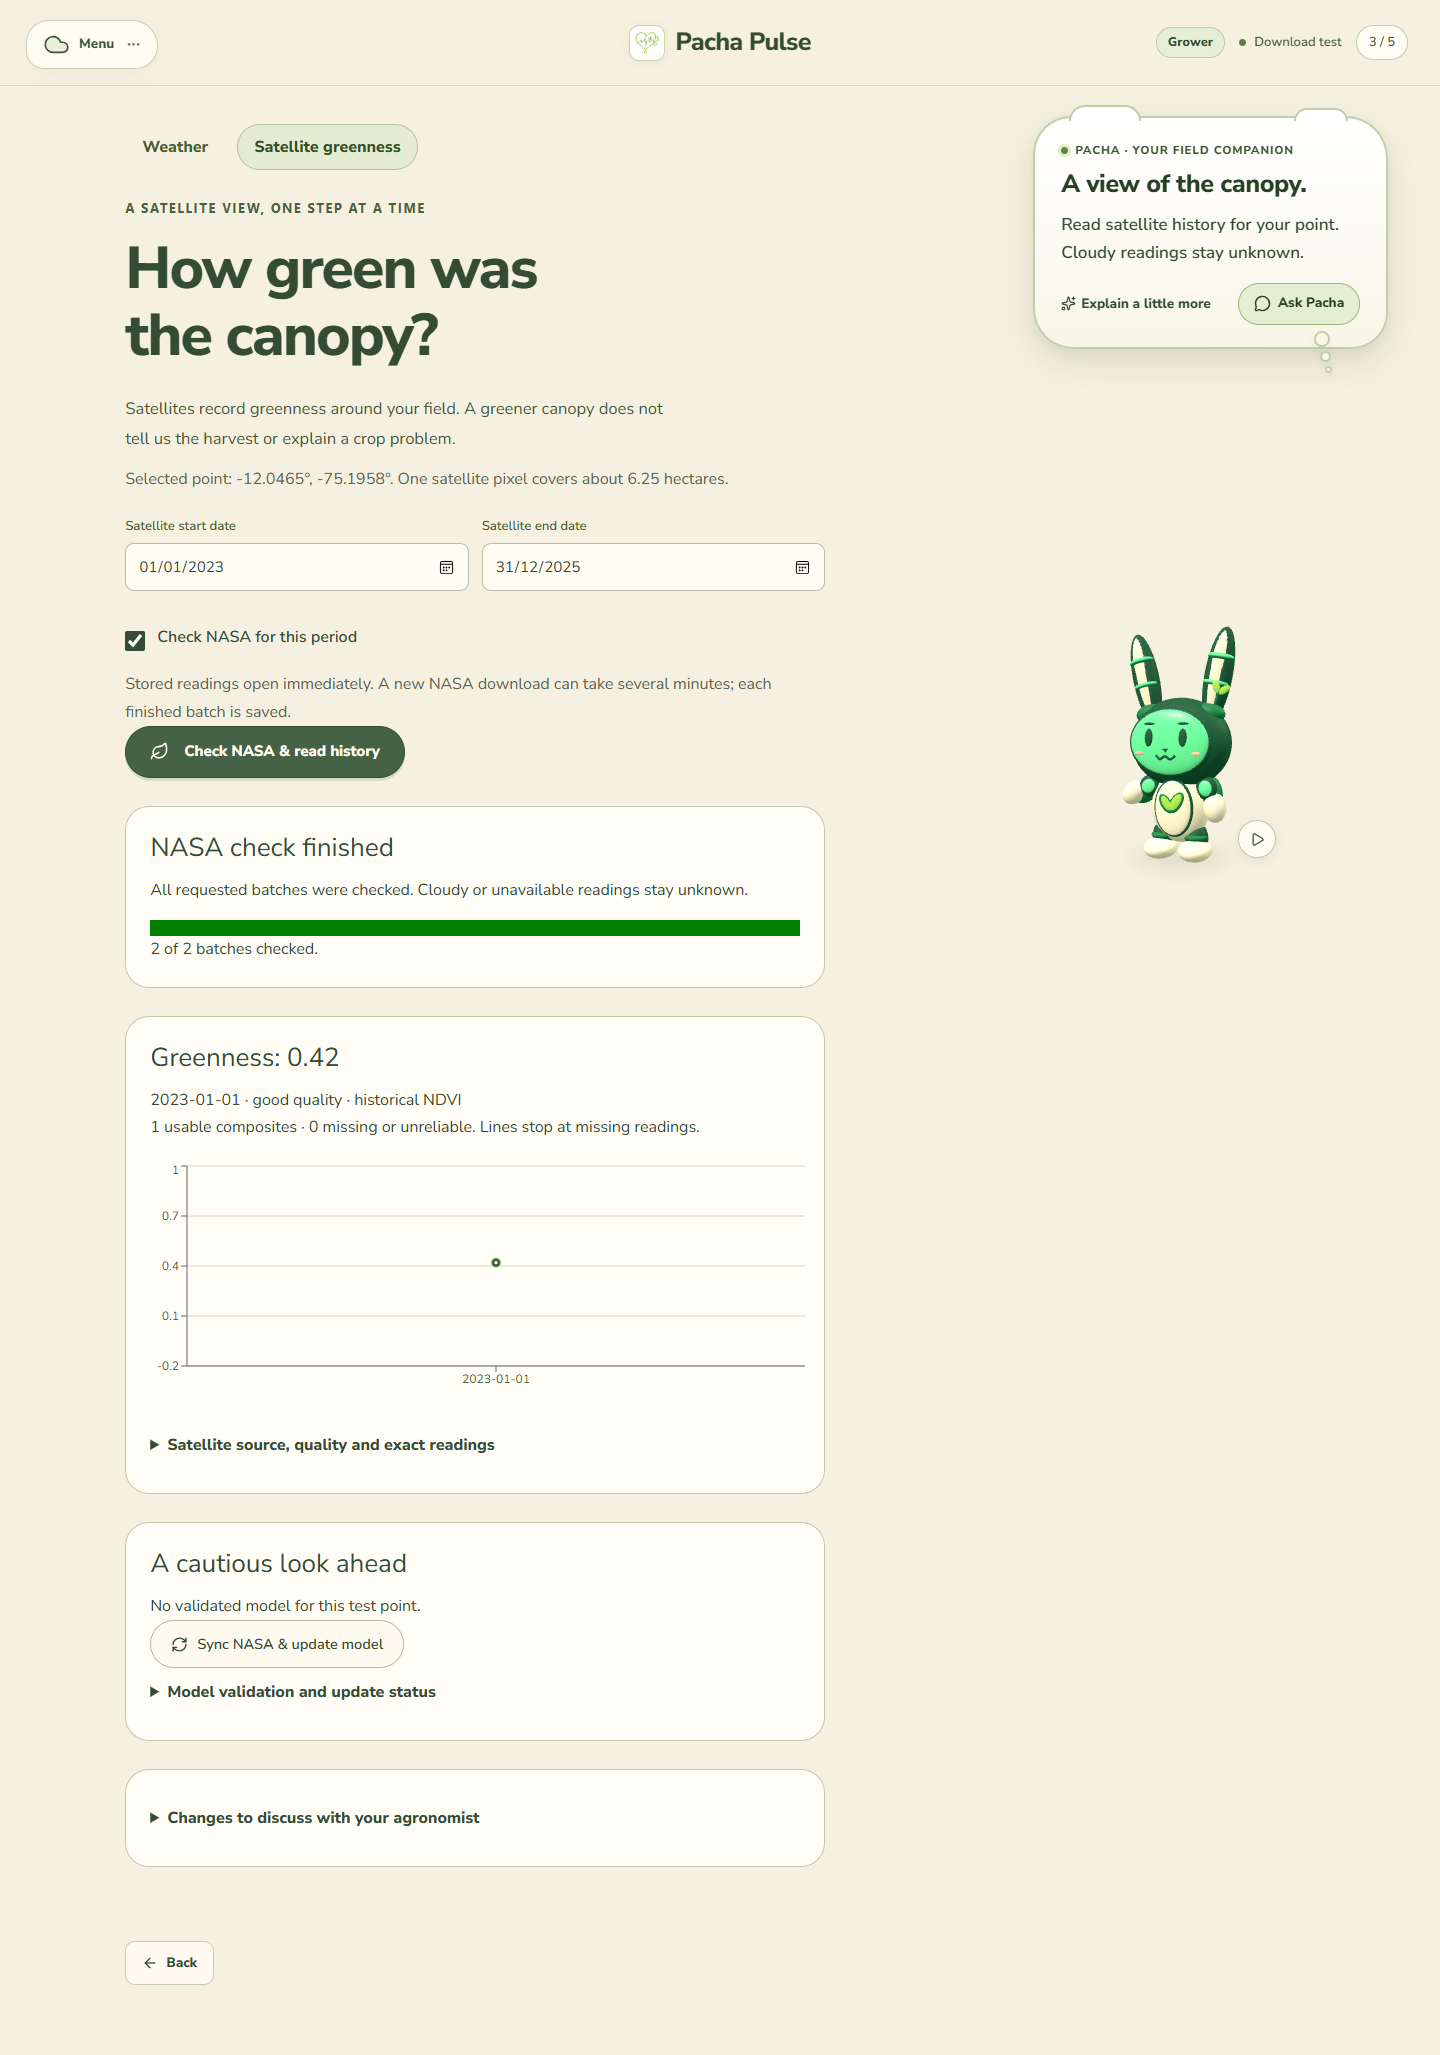 Menu ···
Pacha Pulse
Grower
Download test
3 / 5
Weather
Satellite greenness
A SATELLITE VIEW, ONE STEP AT A TIME
How green was
the canopy?
Satellites record greenness around your field. A greener canopy does not
tell us the harvest or explain a crop problem.
Selected point: -12.0465°, -75.1958°. One satellite pixel covers about 6.25 hectares.
Satellite start date
Satellite end date
01/01/2023
31/12/2025
Check NASA for this period
Stored readings open immediately. A new NASA download can take several minutes; each
finished batch is saved.
Check NASA & read history
NASA check finished
All requested batches were checked. Cloudy or unavailable readings stay unknown.
2 of 2 batches checked.
Greenness: 0.42
2023-01-01 · good quality · historical NDVI
1 usable composites · 0 missing or unreliable. Lines stop at missing readings.
1
0.7
0.4
0.1
-0.2
2023-01-01
Satellite source, quality and exact readings
A cautious look ahead
No validated model for this test point.
Sync NASA & update model
Model validation and update status
Changes to discuss with your agronomist
Back
PACHA · YOUR FIELD COMPANION
A view of the canopy.
Read satellite history for your point.
Cloudy readings stay unknown.
Explain a little more
Ask Pacha